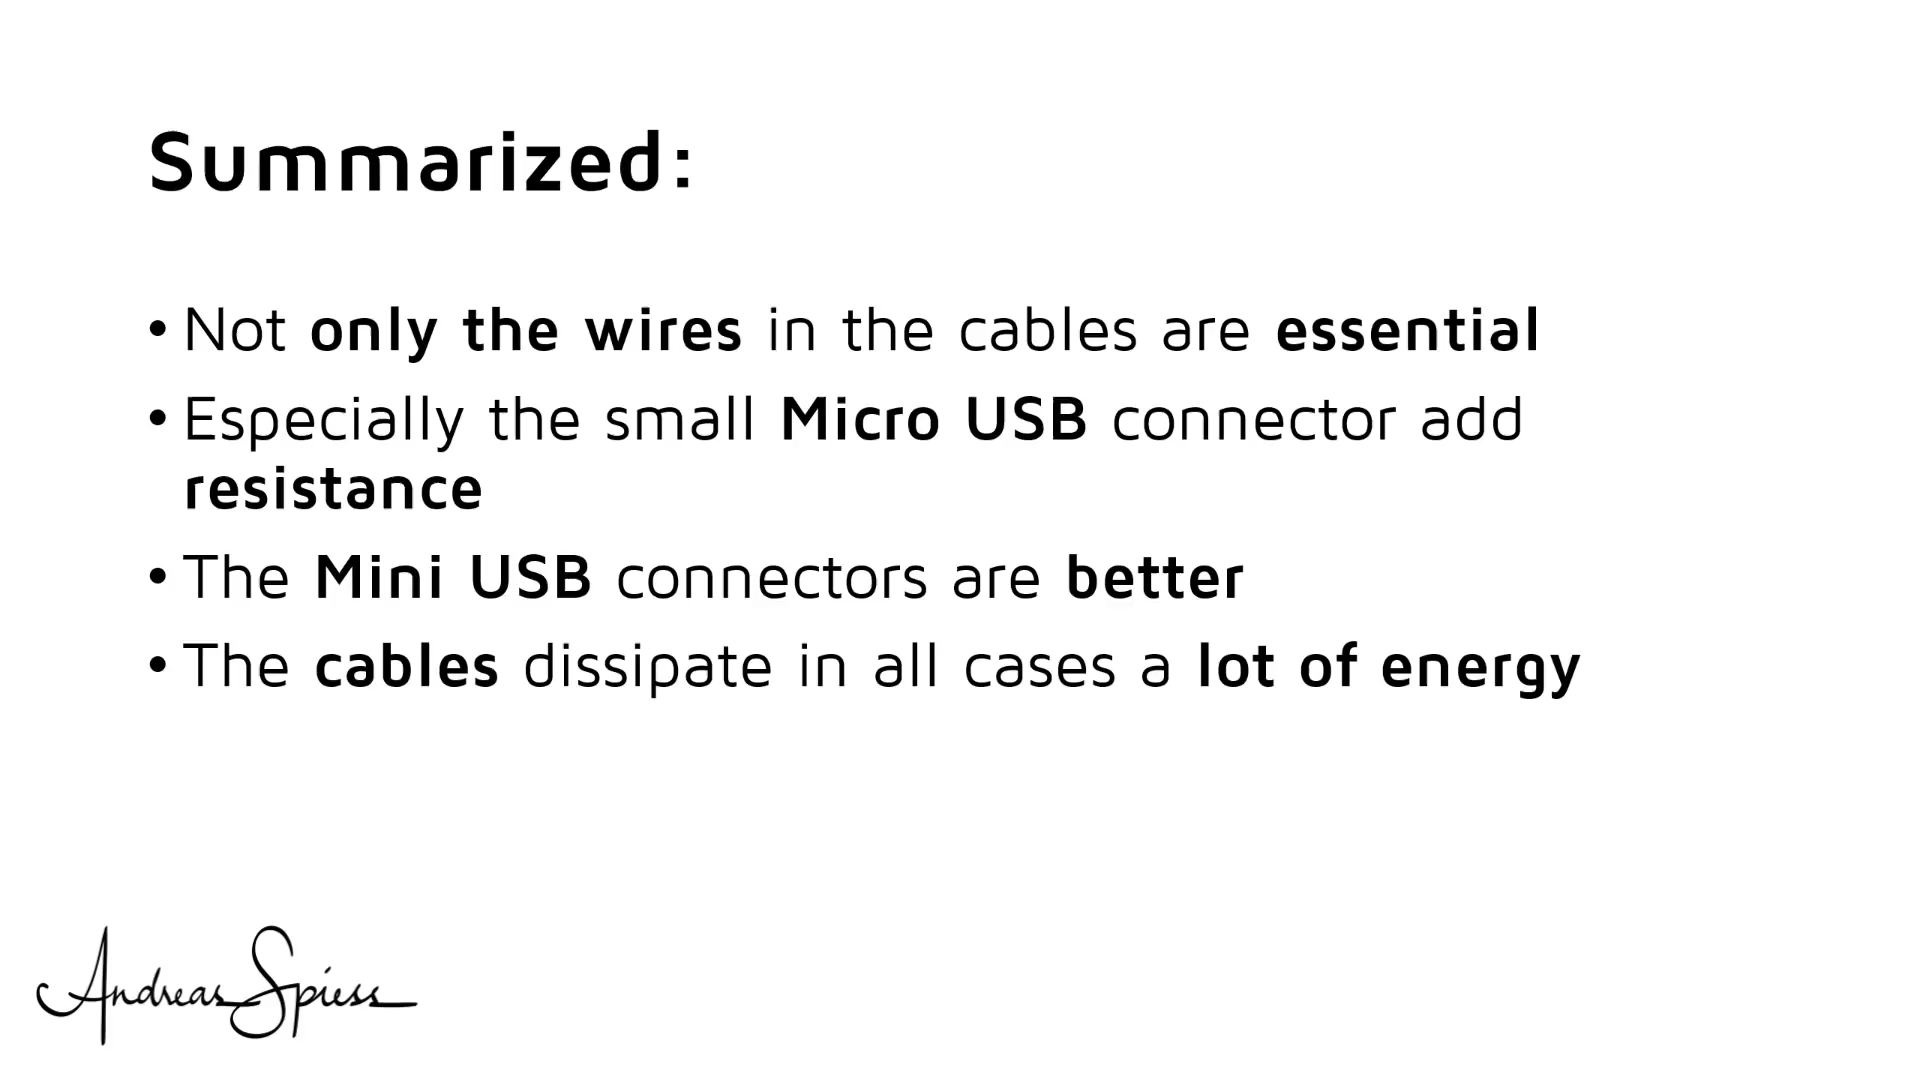 Summarized:
• Not only the wires in the cables are essential
• Especially the small Micro USB connector add
resistance
• The Mini USB connectors are better
• The cables dissipate in all cases a lot of energy
Andreas Spiess